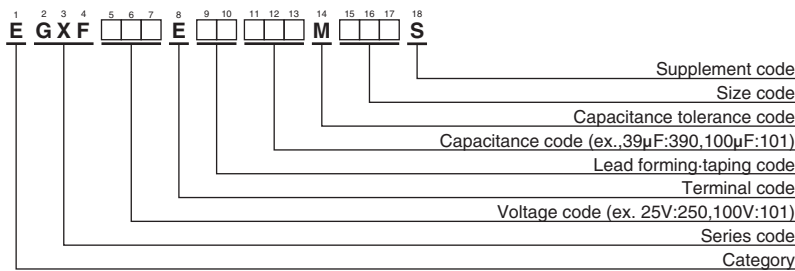 1 2 3 4 5 6 7 8 9 10 11 12 13 14 15 16 17 18
E GXF E M S
Supplement code
Size code
Capacitance tolerance code
Capacitance code (ex.,39µF:390,100µF:101)
Lead forming·taping code
Terminal code
Voltage code (ex. 25V:250,100V:101)
Series code
Category